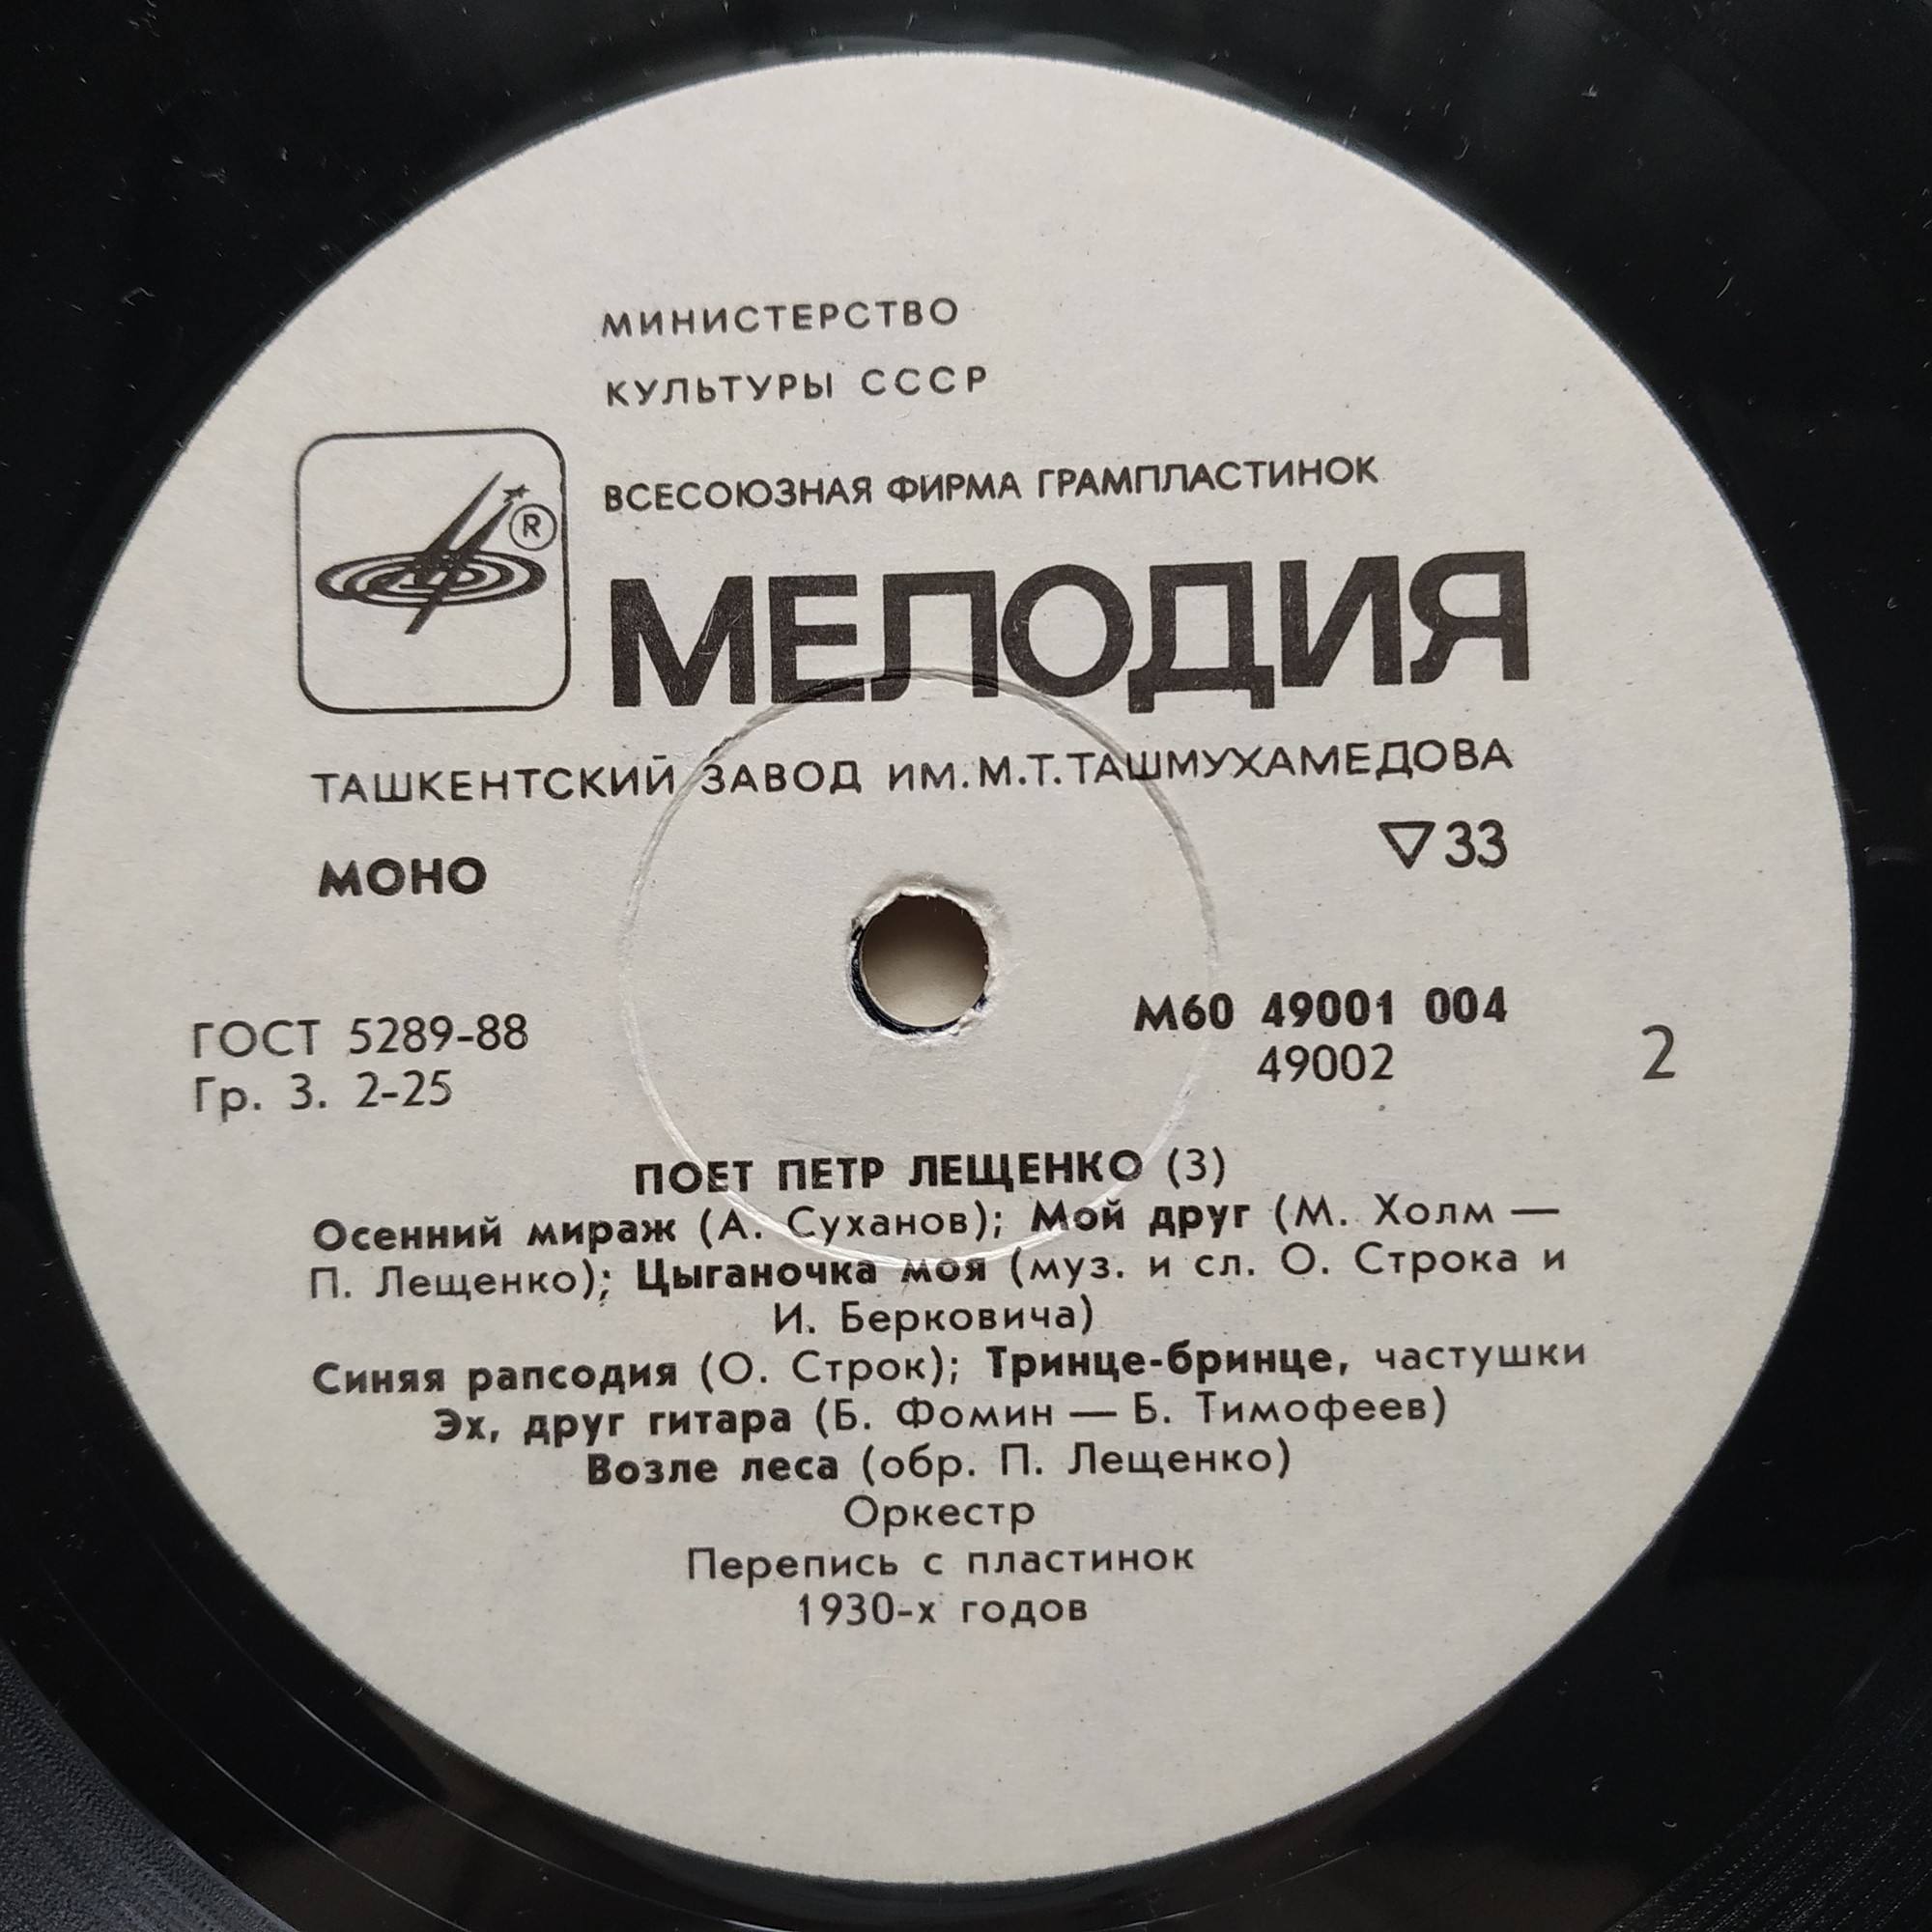 МИНИСТЕРСТВО
КУЛЬТУРЫ СССР
ВСЕСОЮЗНАЯ ФИРМА ГРАМПЛАСТИНОК
®
МЕЛОДИЯ
ТАШКЕНТСКИЙ ЗАВОД ИМ. М.Т. ТАШМУХАМЕДОВА
МОНО
▽33
ГОСТ 5289-88
Гр. 3. 2-25
М60 49001 004
49002
2
ПОЕТ ПЕТР ЛЕЩЕНКО (3)
Осенний мираж (А. Суханов); Мой друг (М. Холм —
П. Лещенко); Цыганочка моя (муз. и сл. О. Строка и
И. Берковича)
Синяя рапсодия (О. Строк); Тринце-бринце, частушки
Эх, друг гитара (Б. Фомин — Б. Тимофеев)
Возле леса (обр. П. Лещенко)
Оркестр
Перепись с пластинок
1930-х годов